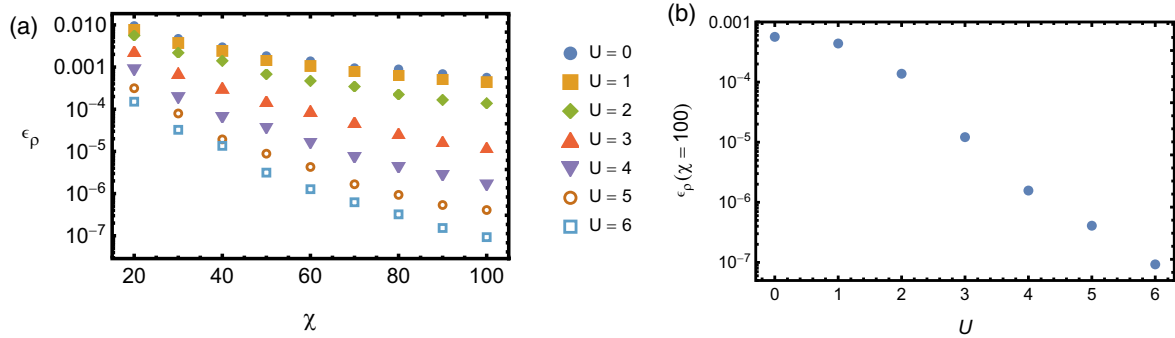 (a)
0.010
0.001
10⁻⁴
10⁻⁵
10⁻⁶
10⁻⁷
ϵρ
20 40 60 80 100
χ
U = 0
U = 1
U = 2
U = 3
U = 4
U = 5
U = 6
(b)
0.001
10⁻⁴
10⁻⁵
10⁻⁶
10⁻⁷
ϵρ(χ = 100)
0 1 2 3 4 5 6
U